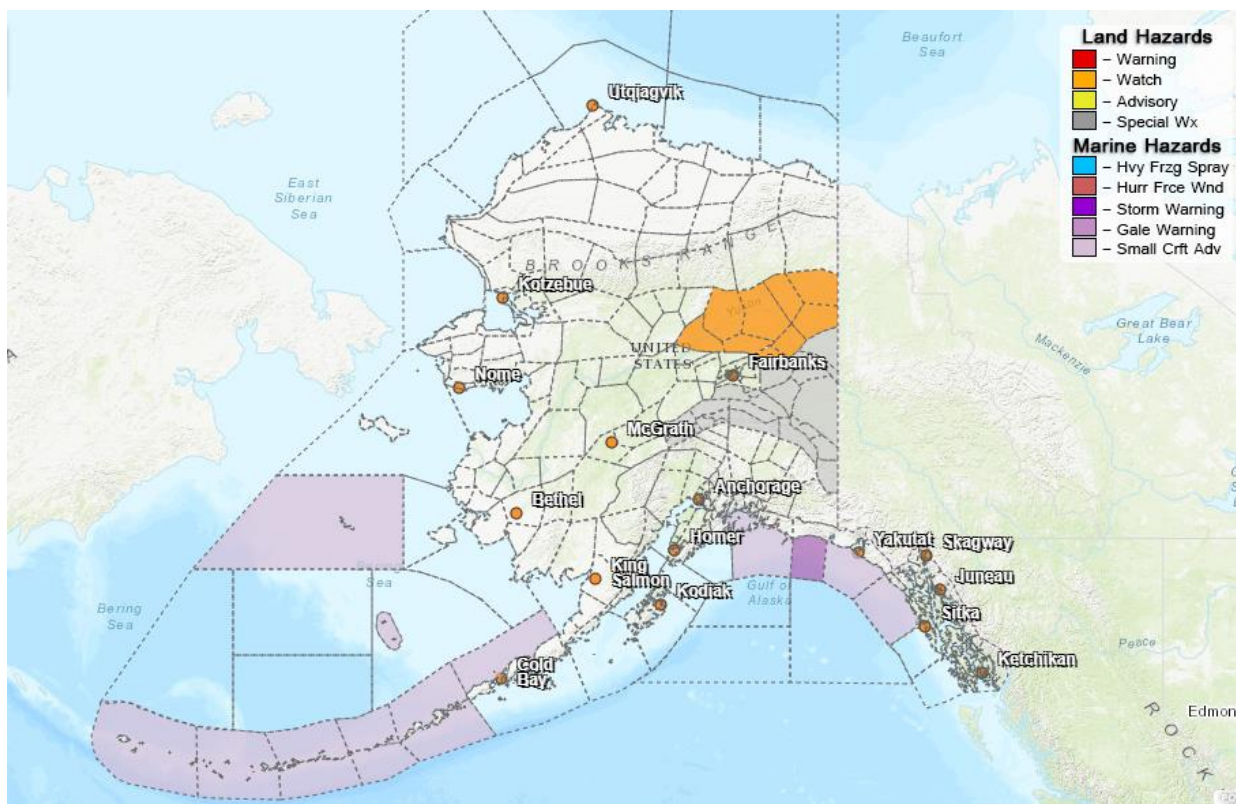 Beaufort
Sea
Land Hazards
– Warning
– Watch
– Advisory
– Special Wx
Marine Hazards
– Hvy Frzg Spray
– Hurr Frce Wnd
– Storm Warning
– Gale Warning
– Small Crft Adv
Utqiagvik
East
Siberian
Sea
BROOKS RANGE
Kotzebue
Yukon
Great Bear
Lake
Mackenzie
UNITED
STATES
Fairbanks
Nome
McGrath
Anchorage
Bethel
Homer
Yakutat
Skagway
King
Salmon
Kodiak
Juneau
Gulf of
Alaska
Sea
Bering
Sea
Sitka
Peace
Cold
Bay
Ketchikan
Edmon
ROCK